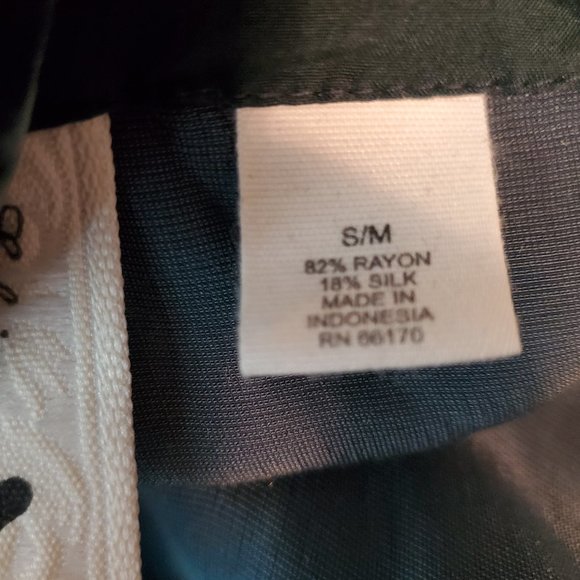 S/M
82% RAYON
18% SILK
MADE IN
INDONESIA
RN 66170